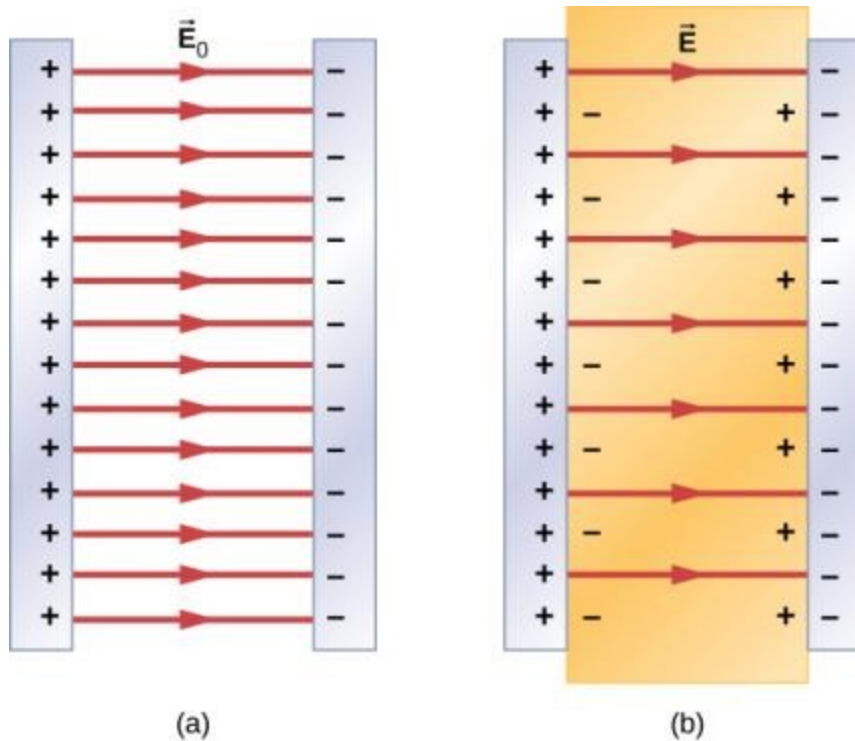 E⃗₀
E⃗
+ − + −
+ − + − + −
+ − + −
+ − + − + −
+ − + −
+ − + − + −
+ − + −
+ − + − + −
+ − + −
+ − + − + −
+ − + −
+ − + − + −
+ − + −
+ − + − + −
(a)
(b)